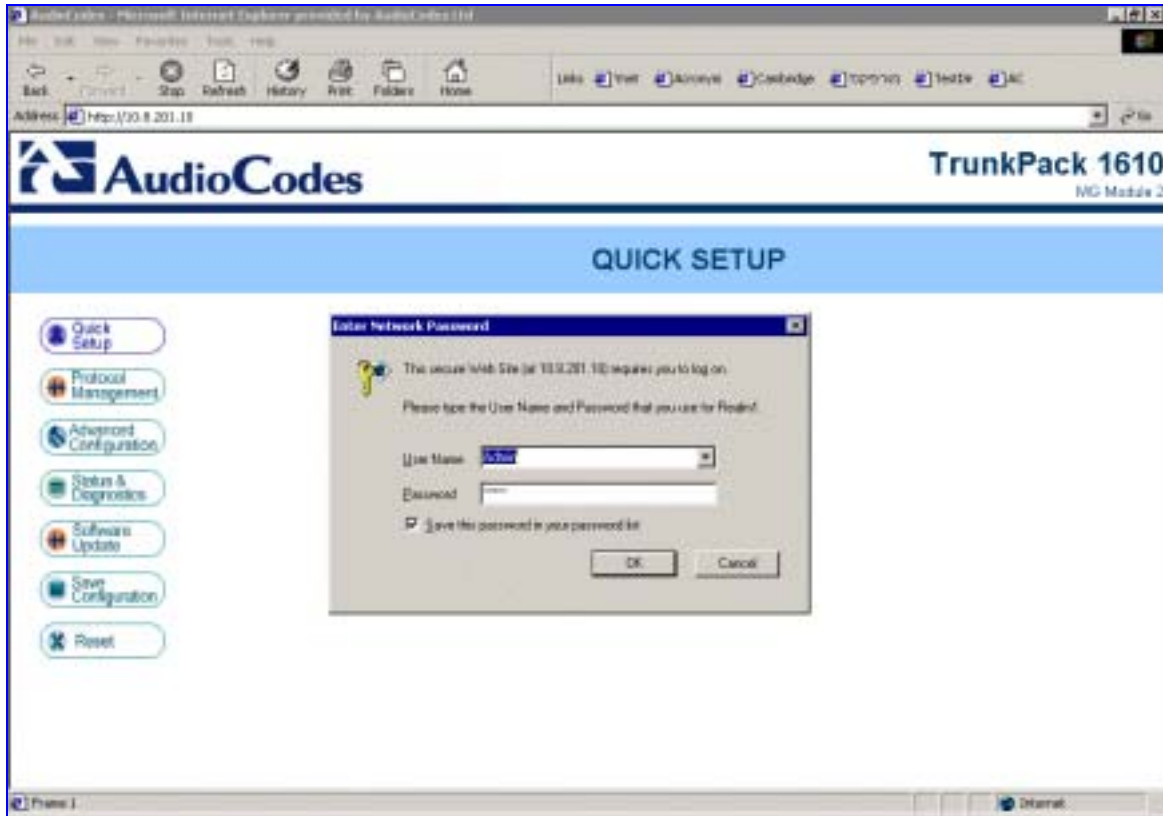 AudioCodes - Microsoft Internet Explorer provided by AudioCodes Ltd
File Edit View Favorites Tools Help
Back Forward Stop Refresh History Print Folders Home Links Ynet Acronym Cambridge AC
Address http://10.8.201.10 Go
AudioCodes
TrunkPack 1610
MG Module 2
QUICK SETUP
Quick Setup
Protocol Management
Advanced Configuration
Status & Diagnostics
Software Update
Save Configuration
Reset
Enter Network Password
This secure Web Site (at 10.8.201.10) requires you to log on.
Please type the User Name and Password that you use for Realm1.
User Name Admin
Password
Save this password in your password list
OK Cancel
Frame 1 Internet